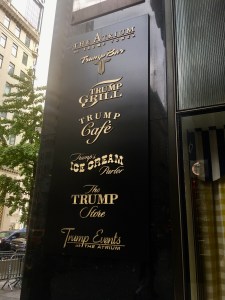 THE ATRIUM
Trump Bar
TRUMP
GRILL
TRUMP
Café
Trump's
ICE CREAM
Parlor
The
TRUMP
Store
Trump Events
AT THE ATRIUM